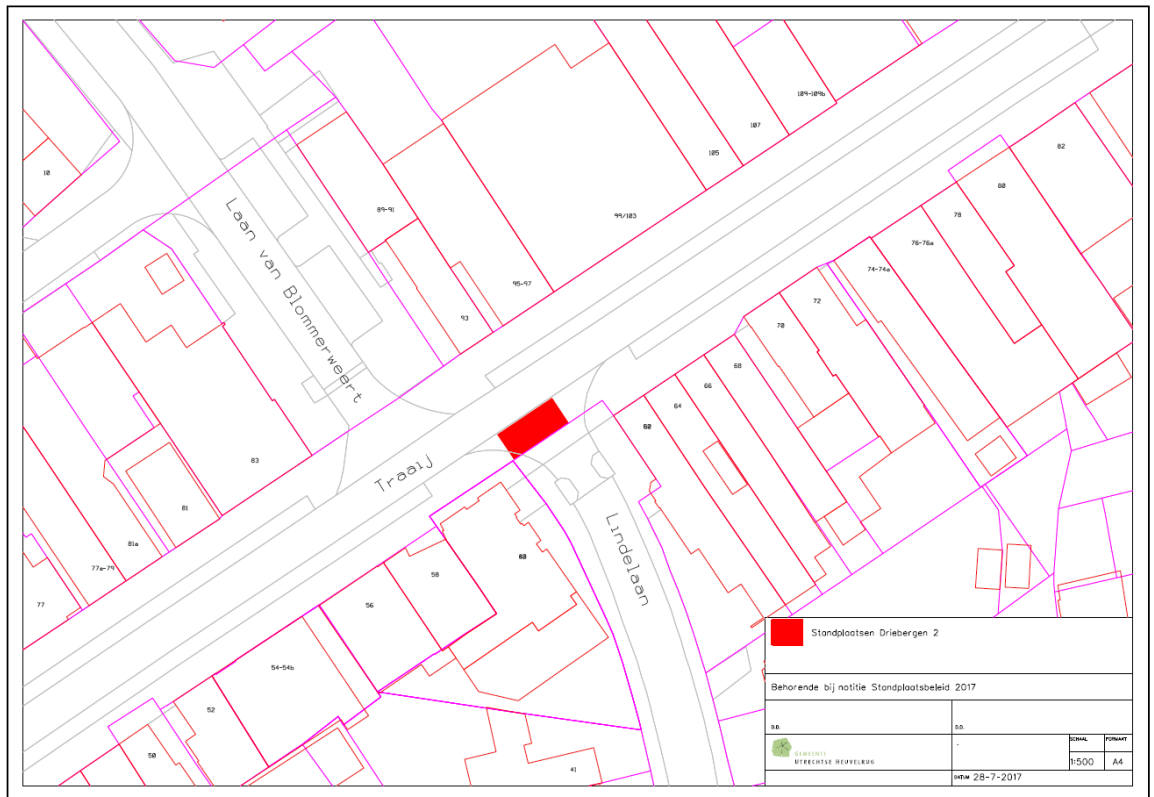 109-109b
107
105
99/103
95-97
93
89-91
10
82
80
78
76-76a
74-74a
72
70
68
66
64
62
60
58
56
54-54b
52
50
41
83
81
81a
77a-79
77
Laan van Blommerweert
Traaij
Lindelaan
Standplaatsen Driebergen 2
Behorende bij notitie Standplaatsbeleid 2017
D.D.
D.D.
GEMEENTE
UTRECHTSE HEUVELRUG
-
SCHAAL
1:500
FORMAAT
A4
DATUM 28-7-2017